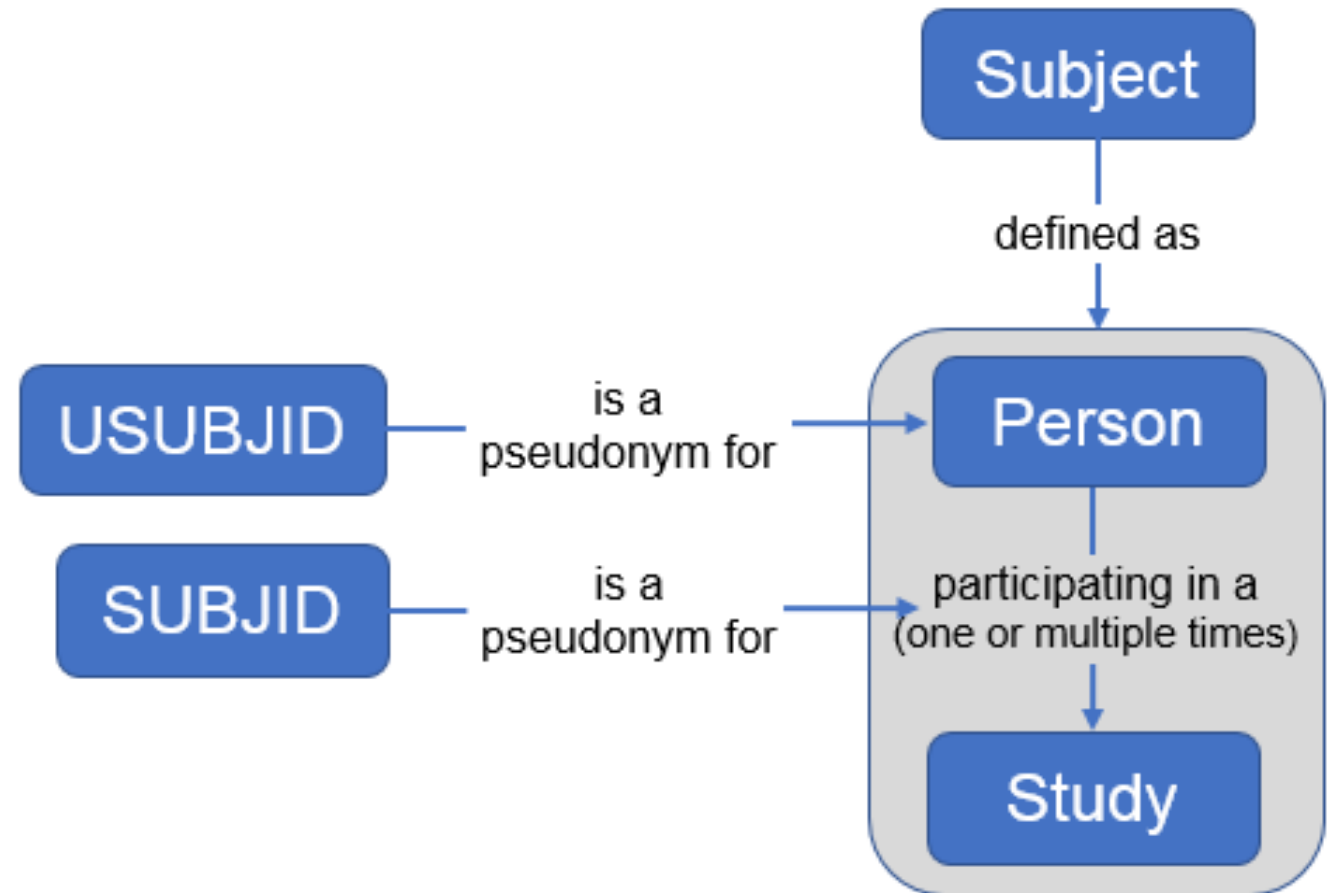 Subject
defined as
USUBJID
is a
pseudonym for
Person
SUBJID
is a
pseudonym for
participating in a
(one or multiple times)
Study